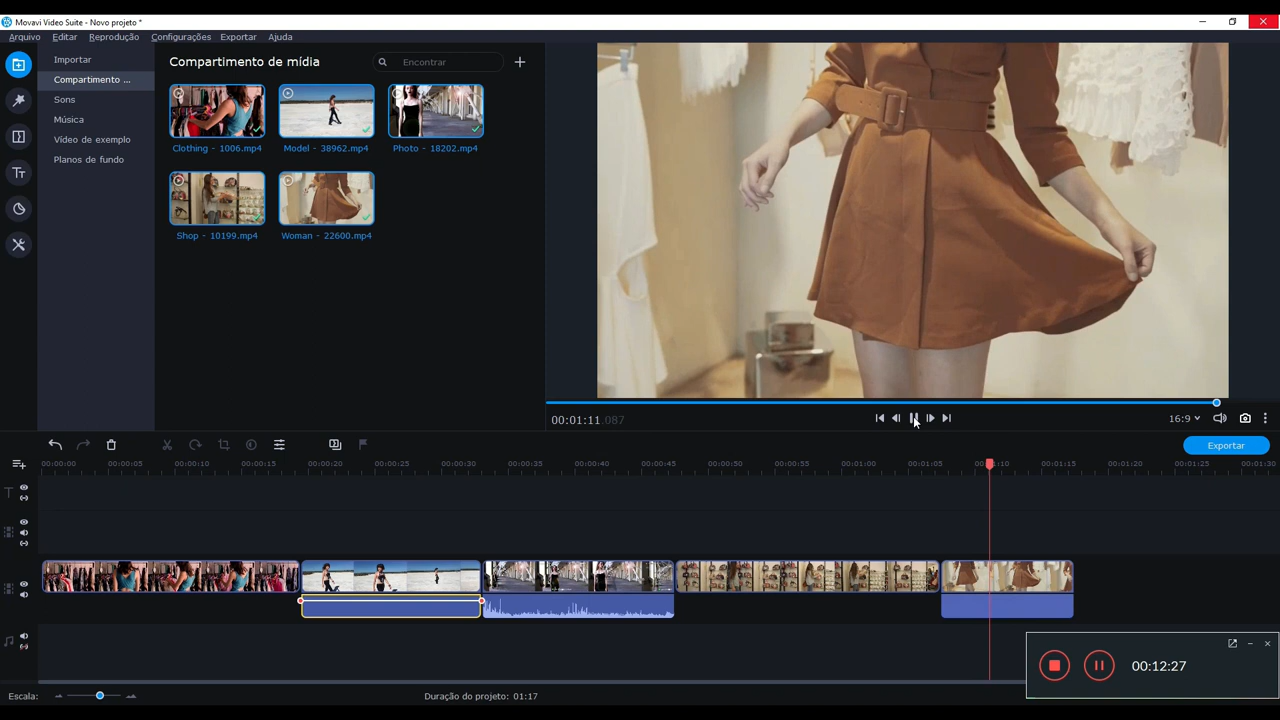 Movavi Video Suite - Novo projeto *
Arquivo Editar Reprodução Configurações Exportar Ajuda
Importar
Compartimento ...
Sons
Música
Vídeo de exemplo
Planos de fundo
Compartimento de mídia
Encontrar
Clothing - 1006.mp4
Model - 38962.mp4
Photo - 18202.mp4
Shop - 10199.mp4
Woman - 22600.mp4
00:01:11.087
16:9
Exportar
00:00:00 00:00:05 00:00:10 00:00:15 00:00:20 00:00:25 00:00:30 00:00:35 00:00:40 00:00:45 00:00:50 00:00:55 00:01:00 00:01:05 00:01:10 00:01:15 00:01:20 00:01:25 00:01:30
00:12:27
Escala:
Duração do projeto: 01:17